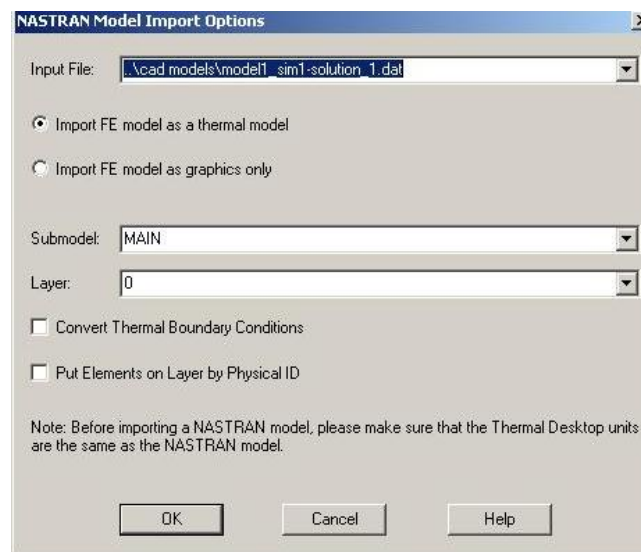 NASTRAN Model Import Options
Input File: ..\cad models\model1_sim1-solution_1.dat
Import FE model as a thermal model
Import FE model as graphics only
Submodel: MAIN
Layer: 0
Convert Thermal Boundary Conditions
Put Elements on Layer by Physical ID
Note: Before importing a NASTRAN model, please make sure that the Thermal Desktop units
are the same as the NASTRAN model.
OK Cancel Help